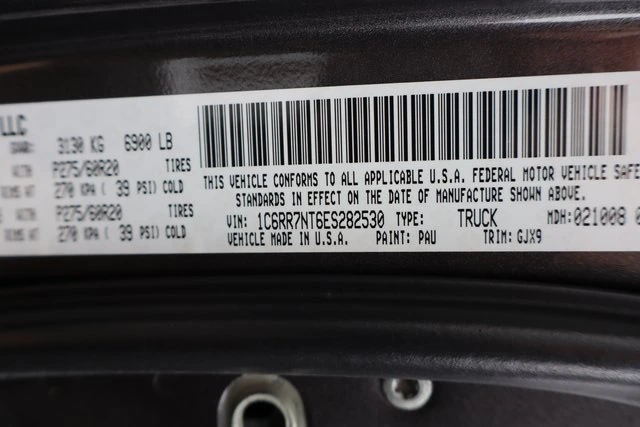 LLC
3130 KG 6900 LB
P275/60R20 TIRES
270 KPA ( 39 PSI) COLD
P275/60R20 TIRES
270 KPA ( 39 PSI) COLD
THIS VEHICLE CONFORMS TO ALL APPLICABLE U.S.A. FEDERAL MOTOR VEHICLE SAFE
STANDARDS IN EFFECT ON THE DATE OF MANUFACTURE SHOWN ABOVE.
VIN: 1C6RR7NT6ES282530 TYPE: TRUCK MDH:021008 0
VEHICLE MADE IN U.S.A. PAINT: PAU TRIM: GJX9